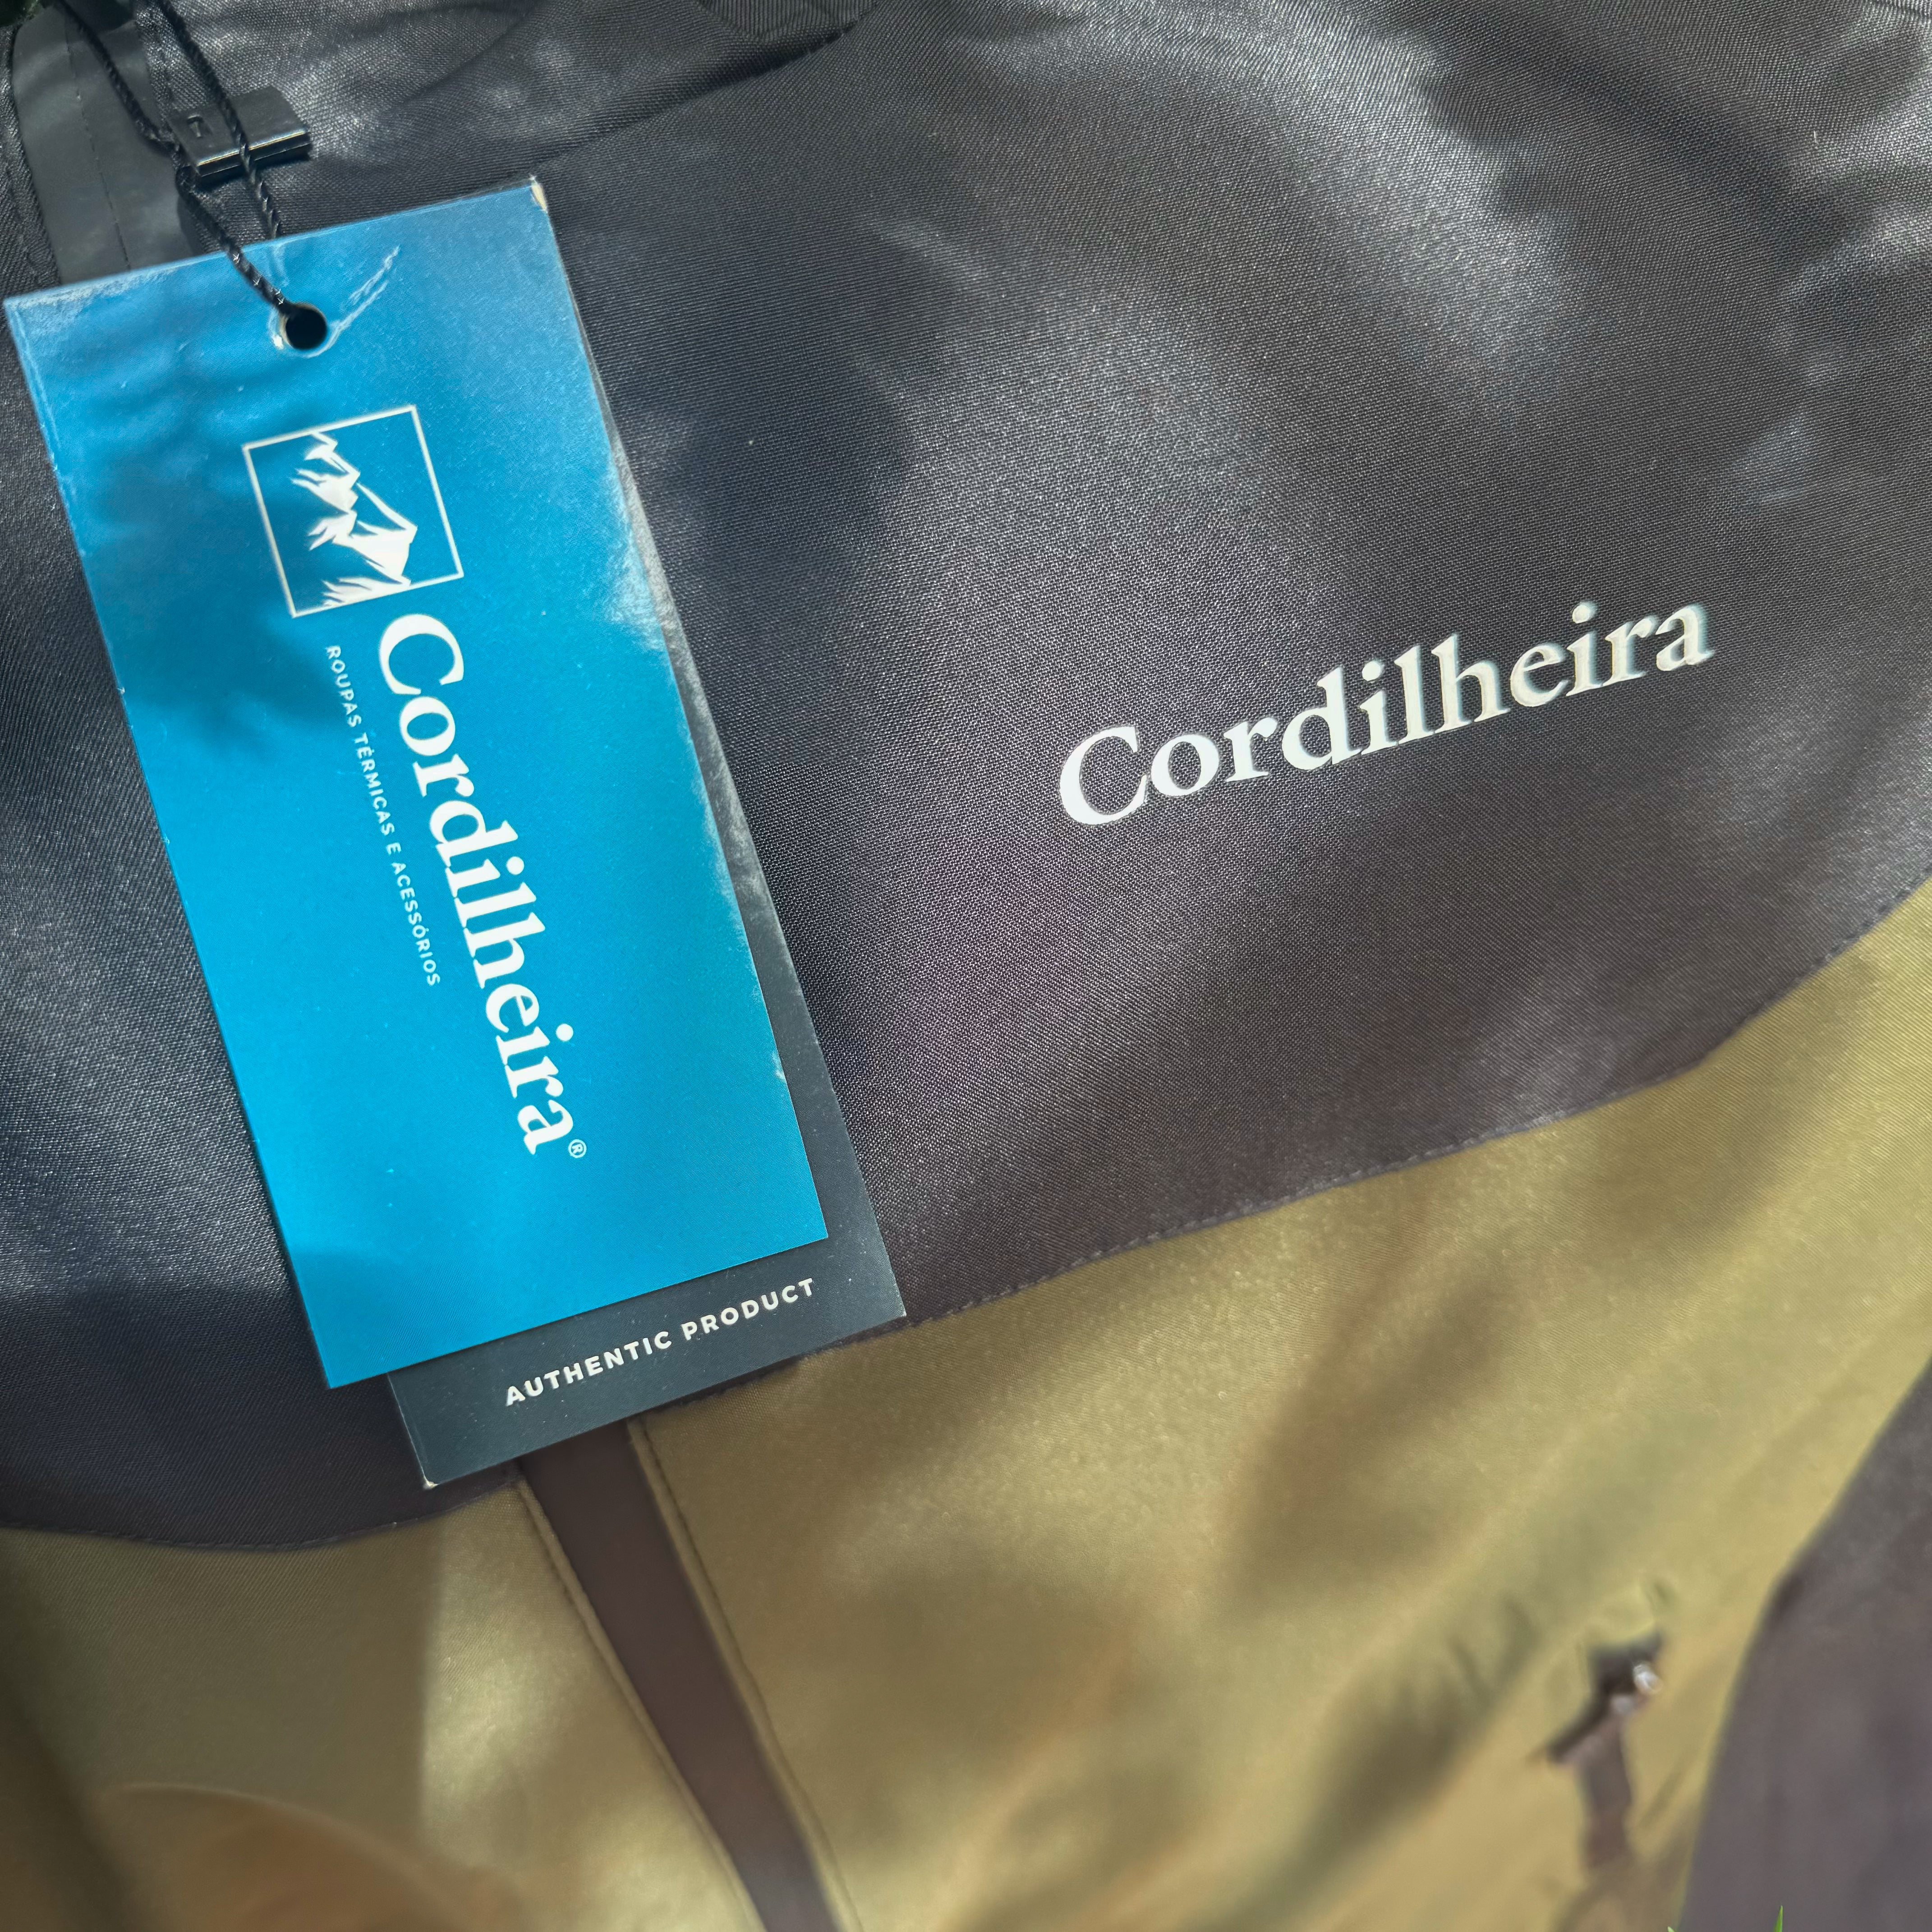 Cordilheira®
ROUPAS TÉRMICAS E ACESSÓRIOS
AUTHENTIC PRODUCT
Cordilheira